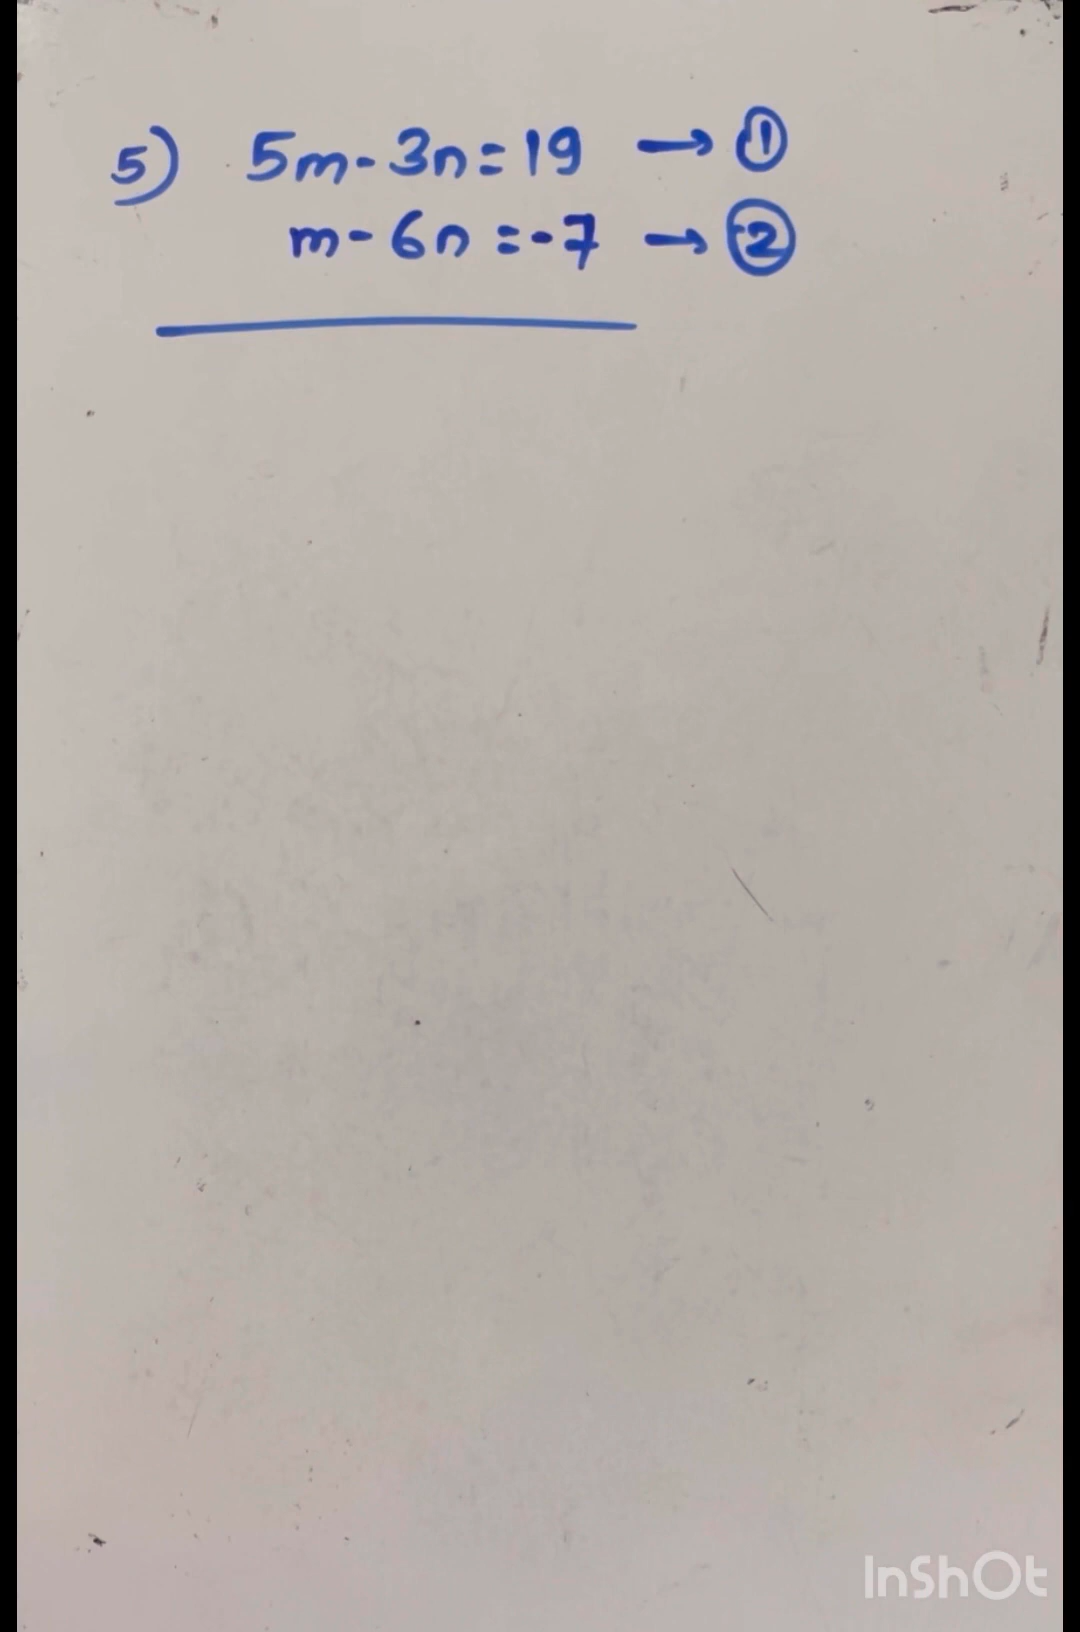 5) 5m-3n=19 → ①
m-6n=-7 → ②
InShOt